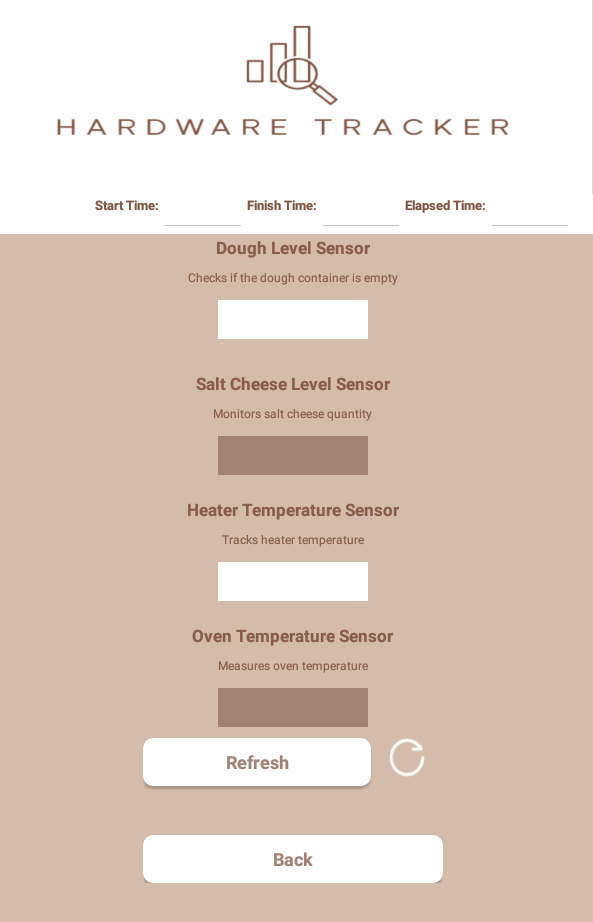 HARDWARE TRACKER
Start Time: Finish Time: Elapsed Time:
Dough Level Sensor
Checks if the dough container is empty
Salt Cheese Level Sensor
Monitors salt cheese quantity
Heater Temperature Sensor
Tracks heater temperature
Oven Temperature Sensor
Measures oven temperature
Refresh
Back